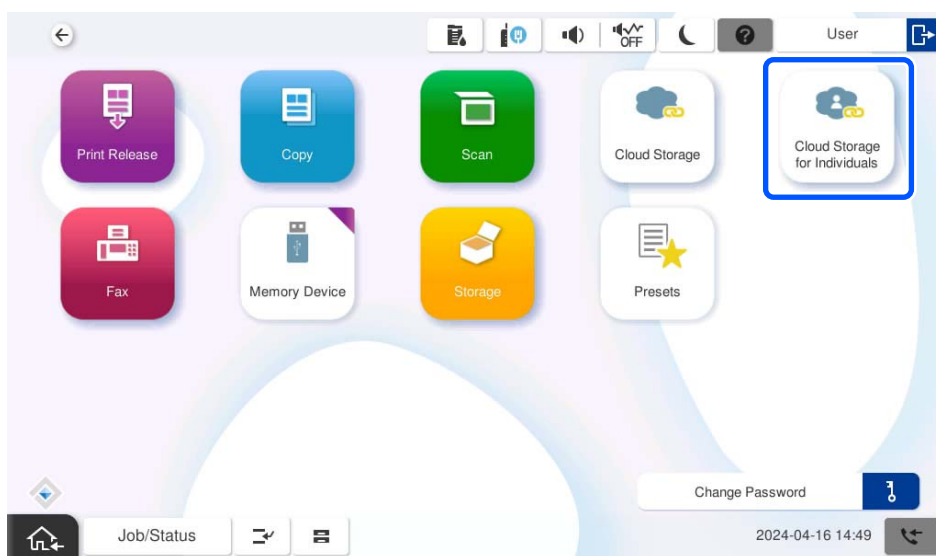 OFF
User
Print Release
Copy
Scan
Cloud Storage
Cloud Storage
for Individuals
Fax
Memory Device
Storage
Presets
Change Password
Job/Status
2024-04-16 14:49